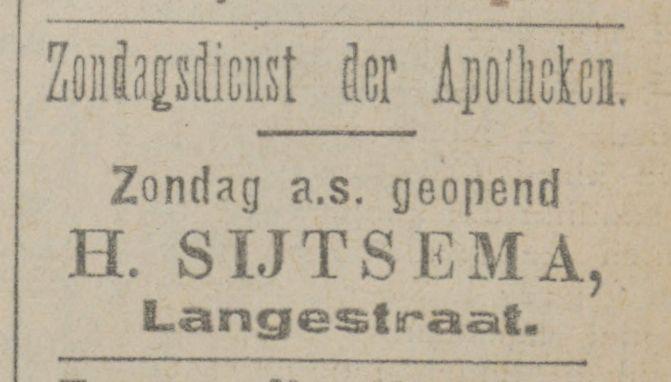 Zondagsdienst der Apotheken.
Zondag a.s. geopend
H. SIJTSEMA,
Langestraat.